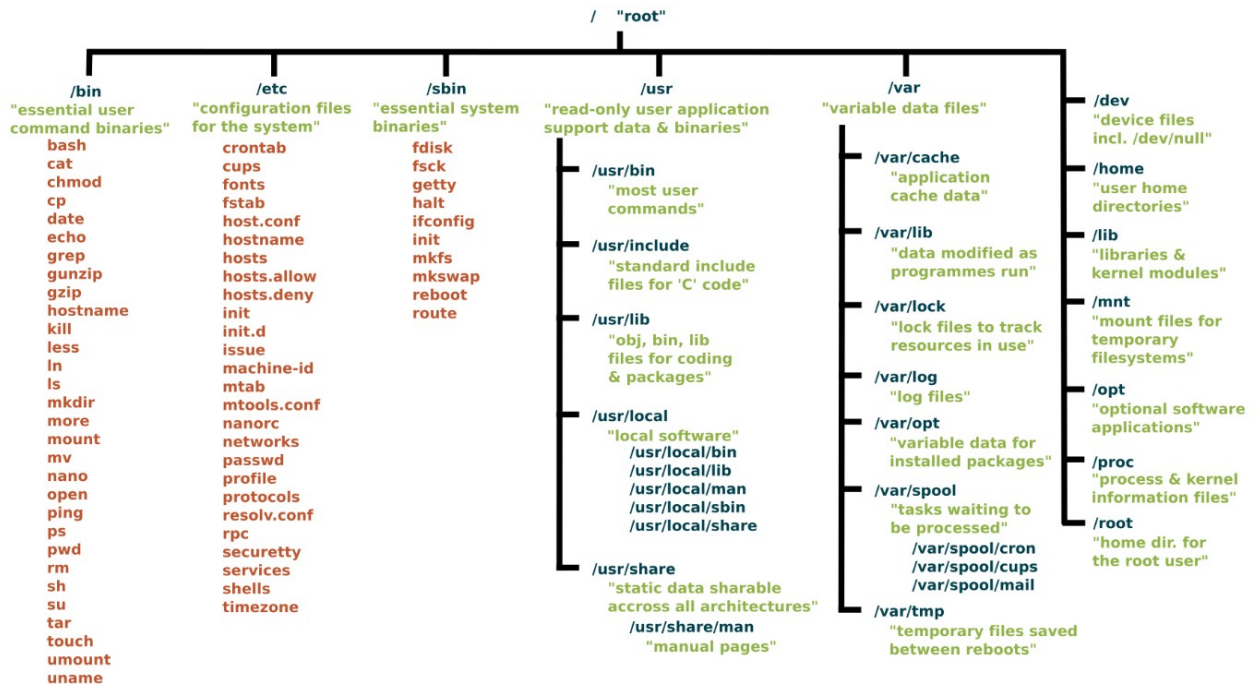 / "root"
/bin
"essential user
command binaries"
bash
cat
chmod
cp
date
echo
grep
gunzip
gzip
hostname
kill
less
ln
ls
mkdir
more
mount
mv
nano
open
ping
ps
pwd
rm
sh
su
tar
touch
umount
uname
/etc
"configuration files
for the system"
crontab
cups
fonts
fstab
host.conf
hostname
hosts
hosts.allow
hosts.deny
init
init.d
issue
machine-id
mtab
mtools.conf
nanorc
networks
passwd
profile
protocols
resolv.conf
rpc
securetty
services
shells
timezone
/sbin
"essential system
binaries"
fdisk
fsck
getty
halt
ifconfig
init
mkfs
mkswap
reboot
route
/usr
"read-only user application
support data & binaries"
/usr/bin
"most user
commands"
/usr/include
"standard include
files for 'C' code"
/usr/lib
"obj, bin, lib
files for coding
& packages"
/usr/local
"local software"
/usr/local/bin
/usr/local/lib
/usr/local/man
/usr/local/sbin
/usr/local/share
/usr/share
"static data sharable
accross all architectures"
/usr/share/man
"manual pages"
/var
"variable data files"
/var/cache
"application
cache data"
/var/lib
"data modified as
programmes run"
/var/lock
"lock files to track
resources in use"
/var/log
"log files"
/var/opt
"variable data for
installed packages"
/var/spool
"tasks waiting to
be processed"
/var/spool/cron
/var/spool/cups
/var/spool/mail
/var/tmp
"temporary files saved
between reboots"
/dev
"device files
incl. /dev/null"
/home
"user home
directories"
/lib
"libraries &
kernel modules"
/mnt
"mount files for
temporary
filesystems"
/opt
"optional software
applications"
/proc
"process & kernel
information files"
/root
"home dir. for
the root user"